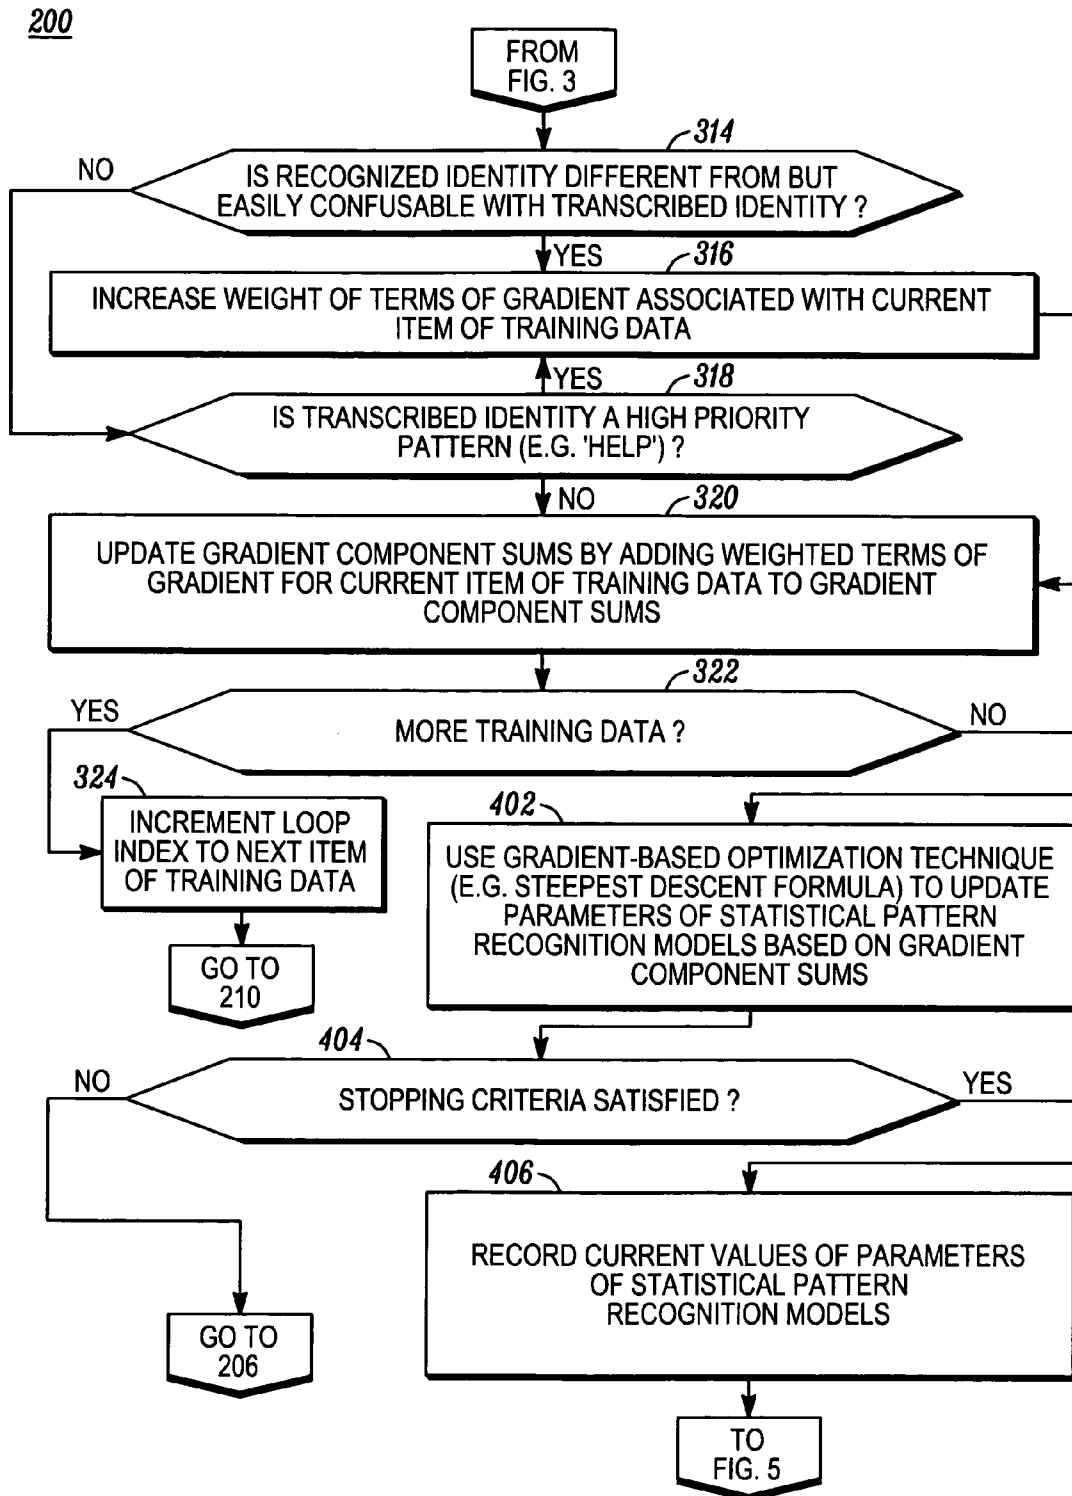 200
FROM
FIG. 3
314
NO
IS RECOGNIZED IDENTITY DIFFERENT FROM BUT
EASILY CONFUSABLE WITH TRANSCRIBED IDENTITY ?
YES
316
INCREASE WEIGHT OF TERMS OF GRADIENT ASSOCIATED WITH CURRENT
ITEM OF TRAINING DATA
YES
318
IS TRANSCRIBED IDENTITY A HIGH PRIORITY
PATTERN (E.G. 'HELP') ?
NO
320
UPDATE GRADIENT COMPONENT SUMS BY ADDING WEIGHTED TERMS OF
GRADIENT FOR CURRENT ITEM OF TRAINING DATA TO GRADIENT
COMPONENT SUMS
322
YES
MORE TRAINING DATA ?
NO
324
INCREMENT LOOP
INDEX TO NEXT ITEM
OF TRAINING DATA
GO TO
210
402
USE GRADIENT-BASED OPTIMIZATION TECHNIQUE
(E.G. STEEPEST DESCENT FORMULA) TO UPDATE
PARAMETERS OF STATISTICAL PATTERN
RECOGNITION MODELS BASED ON GRADIENT
COMPONENT SUMS
404
NO
STOPPING CRITERIA SATISFIED ?
YES
GO TO
206
406
RECORD CURRENT VALUES OF PARAMETERS
OF STATISTICAL PATTERN
RECOGNITION MODELS
TO
FIG. 5